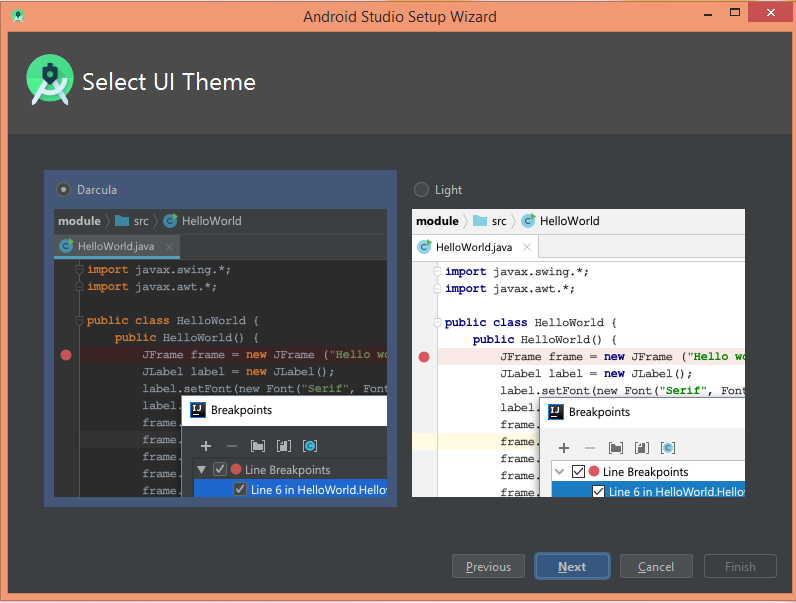 Android Studio Setup Wizard
Select UI Theme
Darcula
module src HelloWorld
HelloWorld.java
import javax.swing.*;
import javax.awt.*;
public class HelloWorld {
public HelloWorld() {
JFrame frame = new JFrame ("Hello wo
JLabel label = new JLabel();
label.setFont(new Font("Serif", Font
label.
frame.
frame.
frame.
frame.
frame.
IJ Breakpoints
Line Breakpoints
Line 6 in HelloWorld.Hello
Light
module src HelloWorld
HelloWorld.java
import javax.swing.*;
import javax.awt.*;
public class HelloWorld {
public HelloWorld() {
JFrame frame = new JFrame ("Hello wo
JLabel label = new JLabel();
label.setFont(new Font("Serif", Font
label.
frame.
frame.
frame.
frame.
frame.
IJ Breakpoints
Line Breakpoints
Line 6 in HelloWorld.Hello
Previous Next Cancel Finish